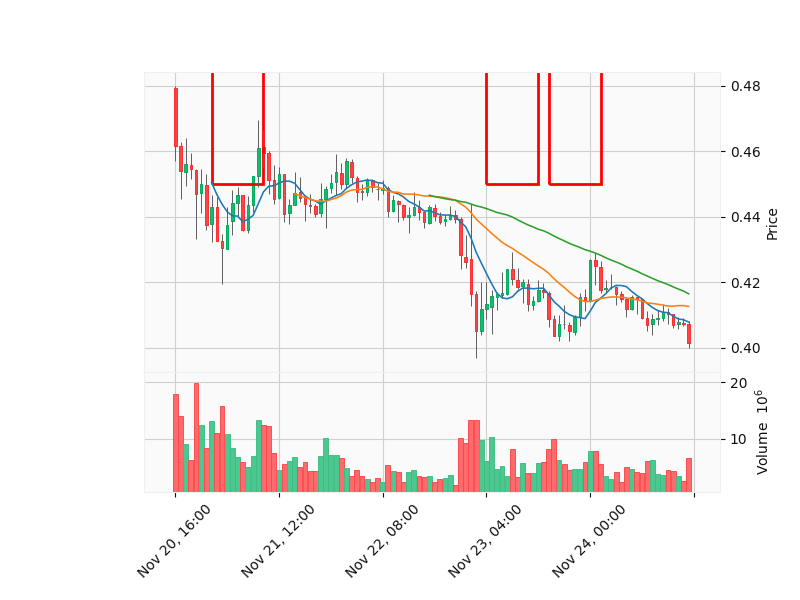 0.48
0.46
0.44
0.42
0.40
Price
20
10
Volume 10^6
Nov 20, 16:00
Nov 21, 12:00
Nov 22, 08:00
Nov 23, 04:00
Nov 24, 00:00